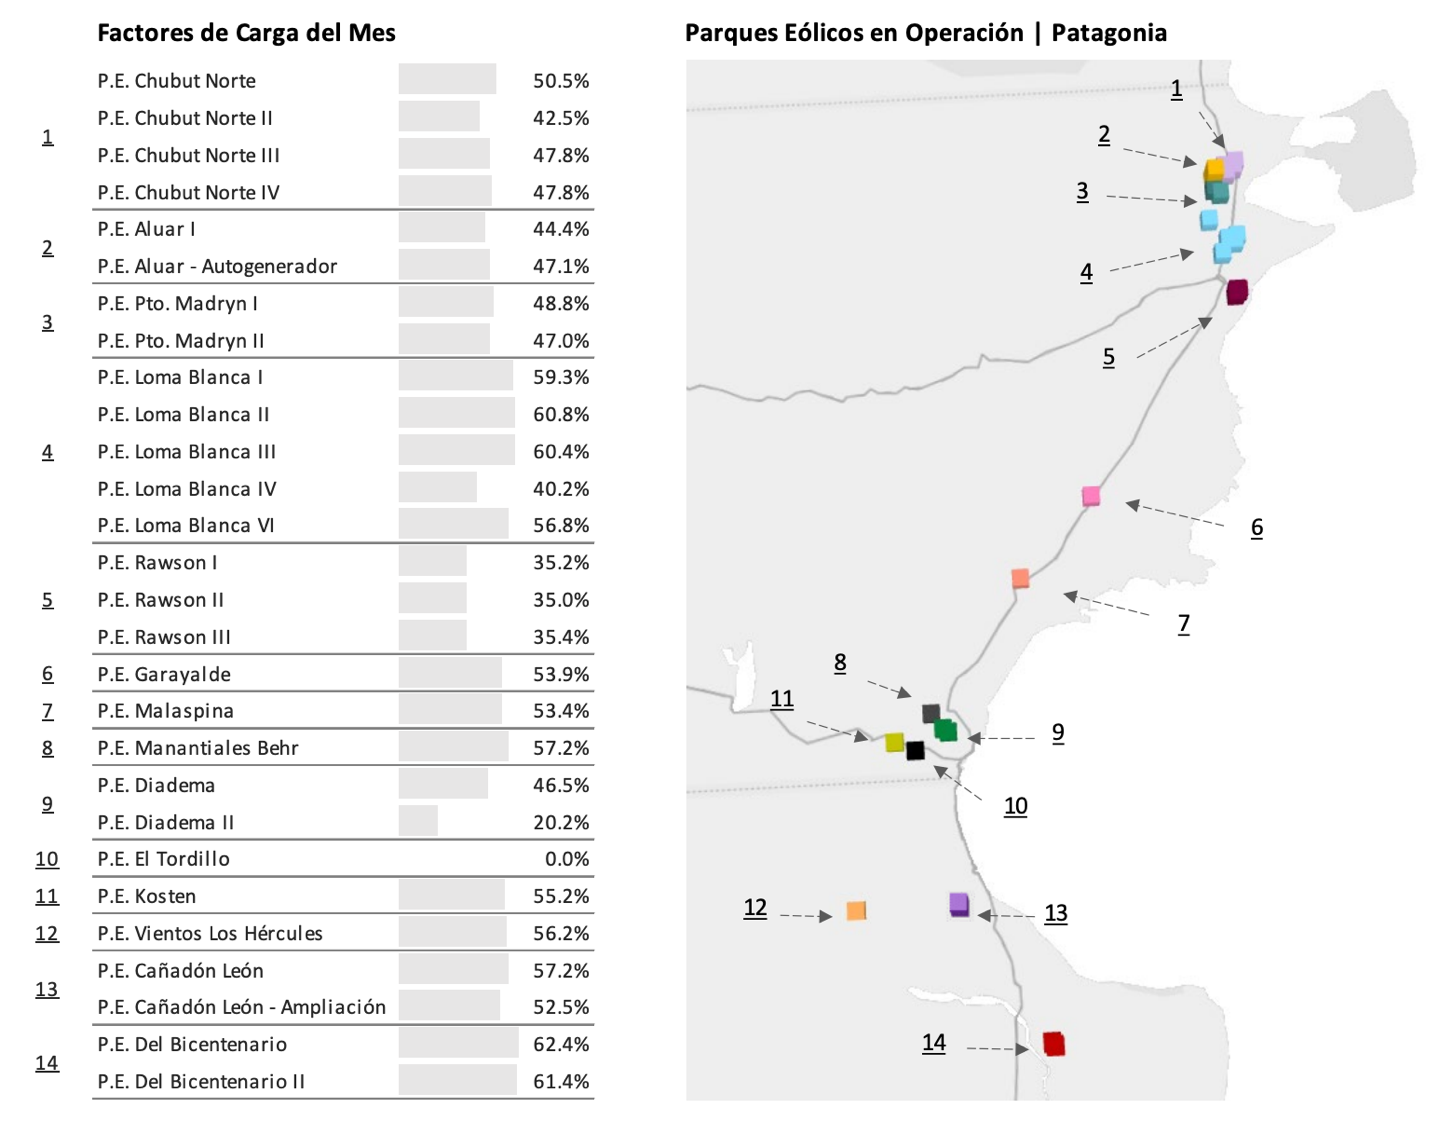 Factores de Carga del Mes
P.E. Chubut Norte 50.5%
P.E. Chubut Norte II 42.5%
1
P.E. Chubut Norte III 47.8%
P.E. Chubut Norte IV 47.8%
P.E. Aluar I 44.4%
2
P.E. Aluar - Autogenerador 47.1%
P.E. Pto. Madryn I 48.8%
3
P.E. Pto. Madryn II 47.0%
P.E. Loma Blanca I 59.3%
P.E. Loma Blanca II 60.8%
4 P.E. Loma Blanca III 60.4%
P.E. Loma Blanca IV 40.2%
P.E. Loma Blanca VI 56.8%
P.E. Rawson I 35.2%
5 P.E. Rawson II 35.0%
P.E. Rawson III 35.4%
6 P.E. Garayalde 53.9%
7 P.E. Malaspina 53.4%
8 P.E. Manantiales Behr 57.2%
P.E. Diadema 46.5%
9
P.E. Diadema II 20.2%
10 P.E. El Tordillo 0.0%
11 P.E. Kosten 55.2%
12 P.E. Vientos Los Hércules 56.2%
P.E. Cañadón León 57.2%
13
P.E. Cañadón León - Ampliación 52.5%
P.E. Del Bicentenario 62.4%
14
P.E. Del Bicentenario II 61.4%
Parques Eólicos en Operación | Patagonia
1
2
3
4
5
6
7
8
11
9
10
12
13
14